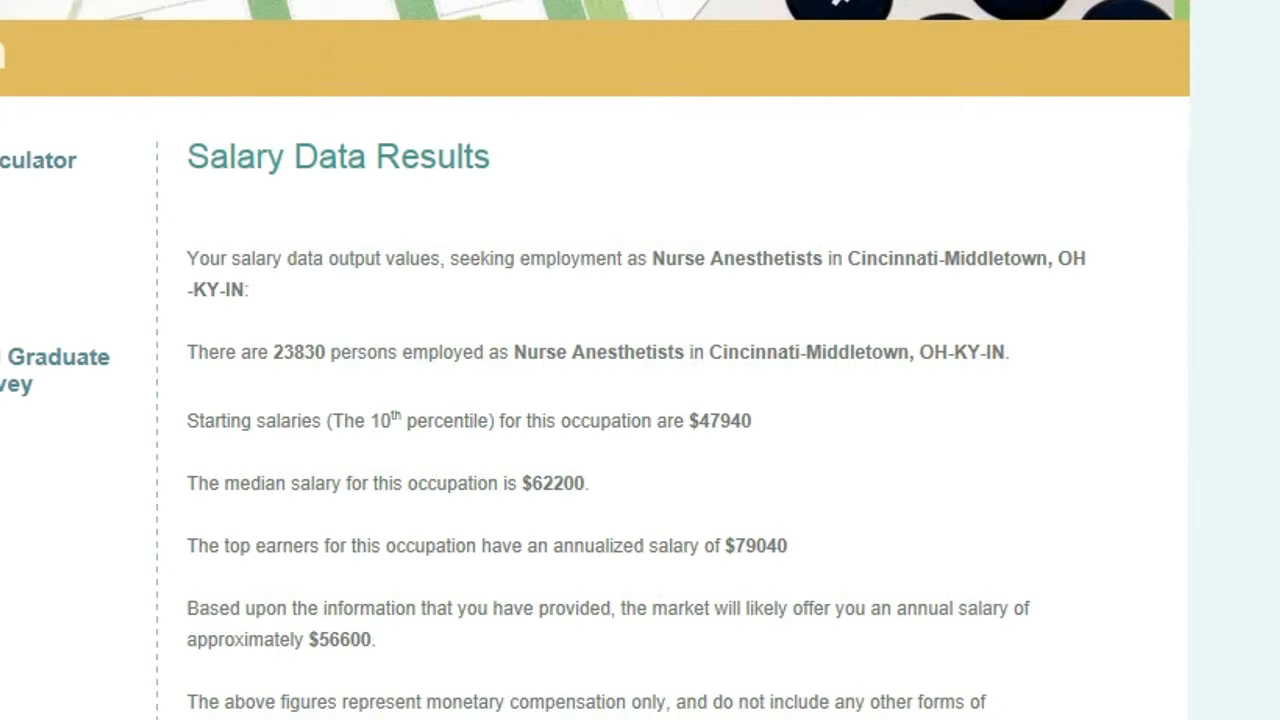 culator
Salary Data Results
Your salary data output values, seeking employment as Nurse Anesthetists in Cincinnati-Middletown, OH
-KY-IN:
There are 23830 persons employed as Nurse Anesthetists in Cincinnati-Middletown, OH-KY-IN.
Graduate
vey
Starting salaries (The 10th percentile) for this occupation are $47940
The median salary for this occupation is $62200.
The top earners for this occupation have an annualized salary of $79040
Based upon the information that you have provided, the market will likely offer you an annual salary of
approximately $56600.
The above figures represent monetary compensation only, and do not include any other forms of